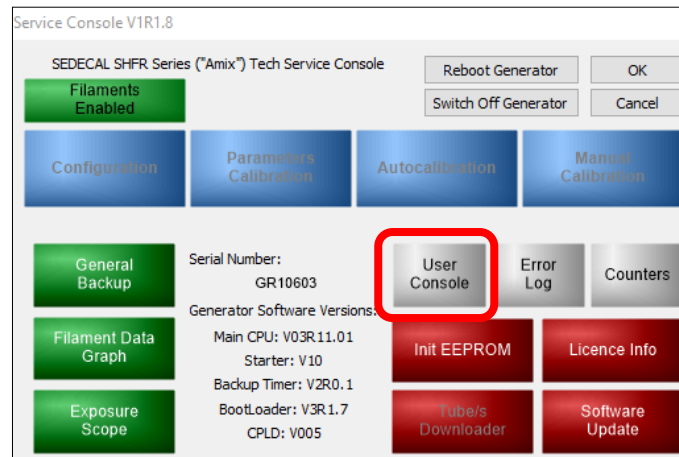 Service Console V1R1.8
SEDECAL SHFR Series ("Amix") Tech Service Console
Reboot Generator
OK
Filaments
Enabled
Switch Off Generator
Cancel
Configuration
Parameters
Calibration
Autocalibration
Manual
Calibration
General
Backup
Serial Number:
GR10603
User
Console
Error
Log
Counters
Generator Software Versions:
Filament Data
Graph
Main CPU: V03R11.01
Starter: V10
Backup Timer: V2R0.1
BootLoader: V3R1.7
CPLD: V005
Init EEPROM
Licence Info
Exposure
Scope
Tube/s
Downloader
Software
Update